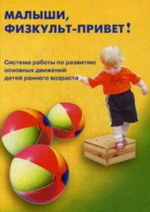 МАЛЫШИ,
ФИЗКУЛЬТ-ПРИВЕТ!
Система работы по развитию
основных движений
детей раннего возраста